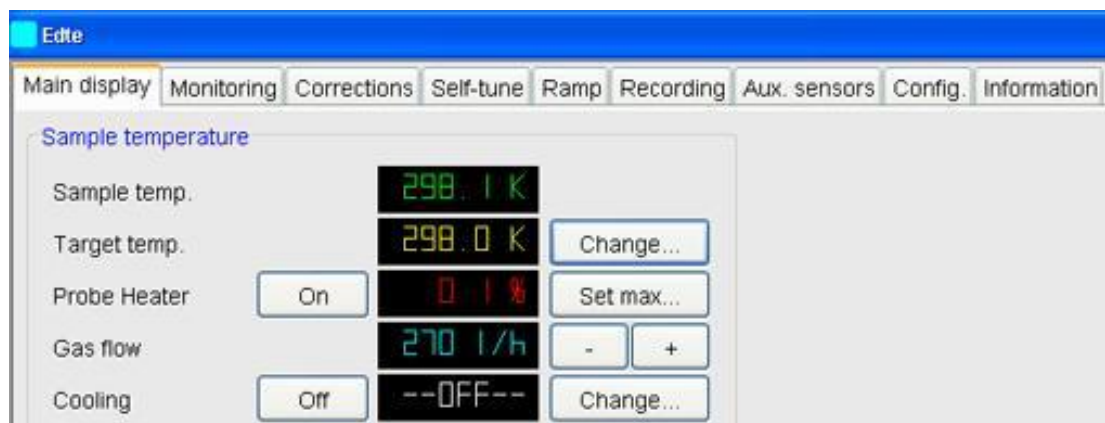 Edte
Main display Monitoring Corrections Self-tune Ramp Recording Aux. sensors Config. Information
Sample temperature
Sample temp. 298.1 K
Target temp. 298.0 K Change...
Probe Heater On 0.1 % Set max...
Gas flow 270 l/h - +
Cooling Off --OFF-- Change...